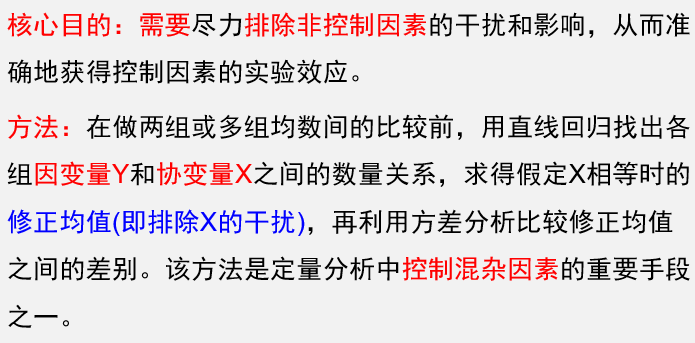 核心目的：需要尽力排除非控制因素的干扰和影响，从而准
确地获得控制因素的实验效应。
方法：在做两组或多组均数间的比较前，用直线回归找出各
组因变量Y和协变量X之间的数量关系，求得假定X相等时的
修正均值(即排除X的干扰)，再利用方差分析比较修正均值
之间的差别。该方法是定量分析中控制混杂因素的重要手段
之一。